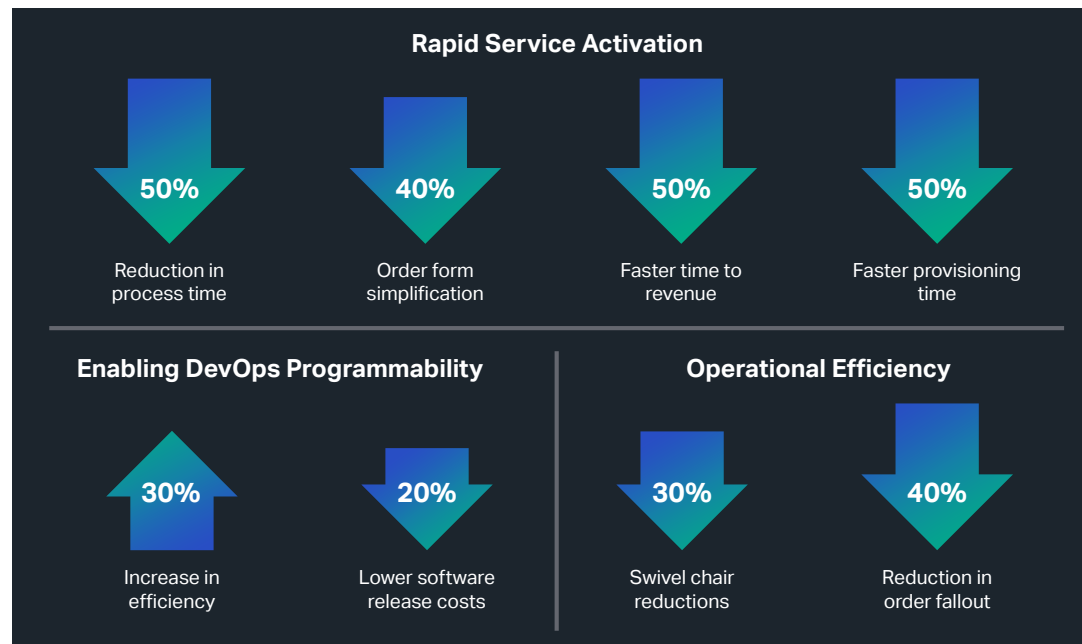 Rapid Service Activation
50%
40%
50%
50%
Reduction in
process time
Order form
simplification
Faster time to
revenue
Faster provisioning
time
Enabling DevOps Programmability
30%
20%
Increase in
efficiency
Lower software
release costs
Operational Efficiency
30%
40%
Swivel chair
reductions
Reduction in
order fallout